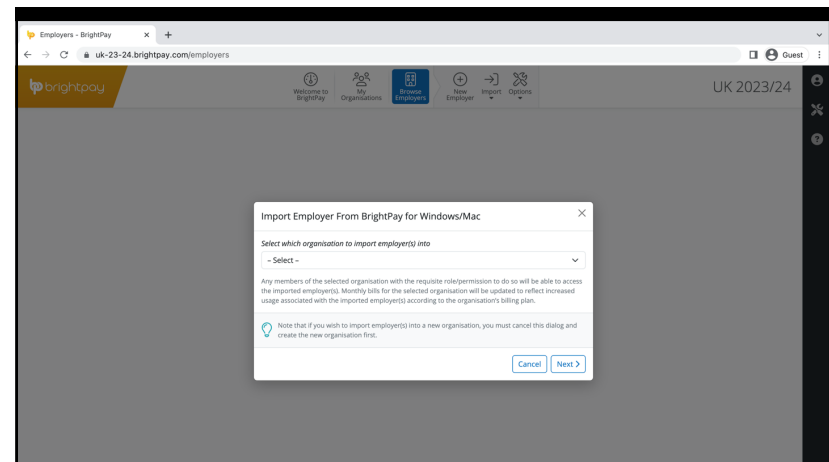 Employers - BrightPay
uk-23-24.brightpay.com/employers
Guest
brightpay
Welcome to
BrightPay
My
Organisations
Browse
Employers
New
Employer
Import
Options
UK 2023/24
Import Employer From BrightPay for Windows/Mac
Select which organisation to import employer(s) into
– Select –
Any members of the selected organisation with the requisite role/permission to do so will be able to access
the imported employer(s). Monthly bills for the selected organisation will be updated to reflect increased
usage associated with the imported employer(s) according to the organisation's billing plan.
Note that if you wish to import employer(s) into a new organisation, you must cancel this dialog and
create the new organisation first.
Cancel
Next